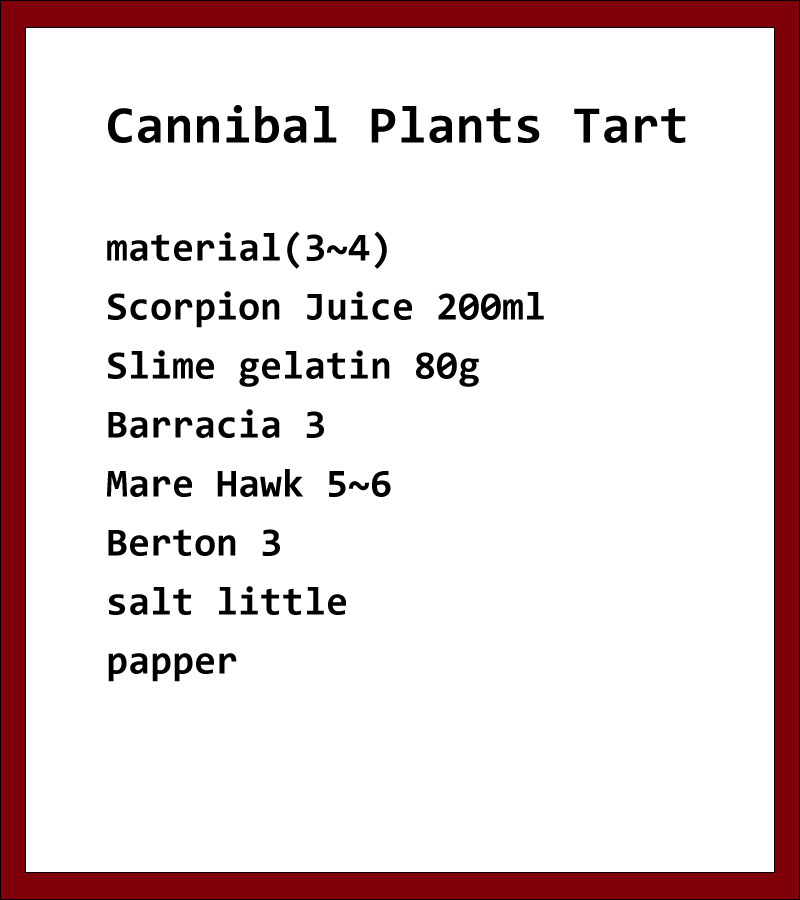 Cannibal Plants Tart
material(3~4)
Scorpion Juice 200ml
Slime gelatin 80g
Barracia 3
Mare Hawk 5~6
Berton 3
salt little
papper